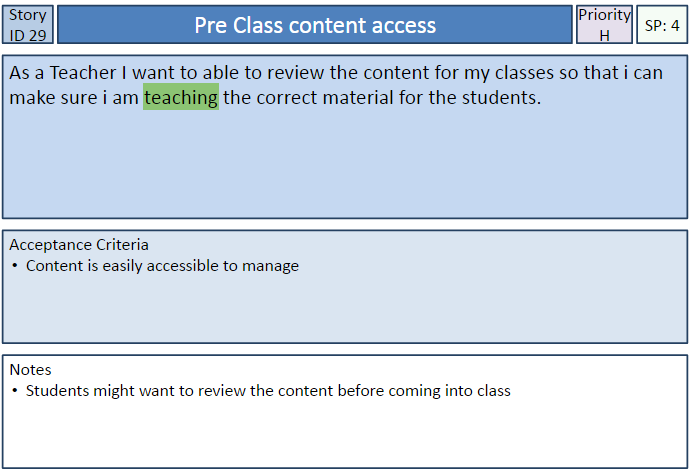 Story
ID 29
Pre Class content access
Priority
H
SP: 4
As a Teacher I want to able to review the content for my classes so that i can
make sure i am teaching the correct material for the students.
Acceptance Criteria
• Content is easily accessible to manage
Notes
• Students might want to review the content before coming into class